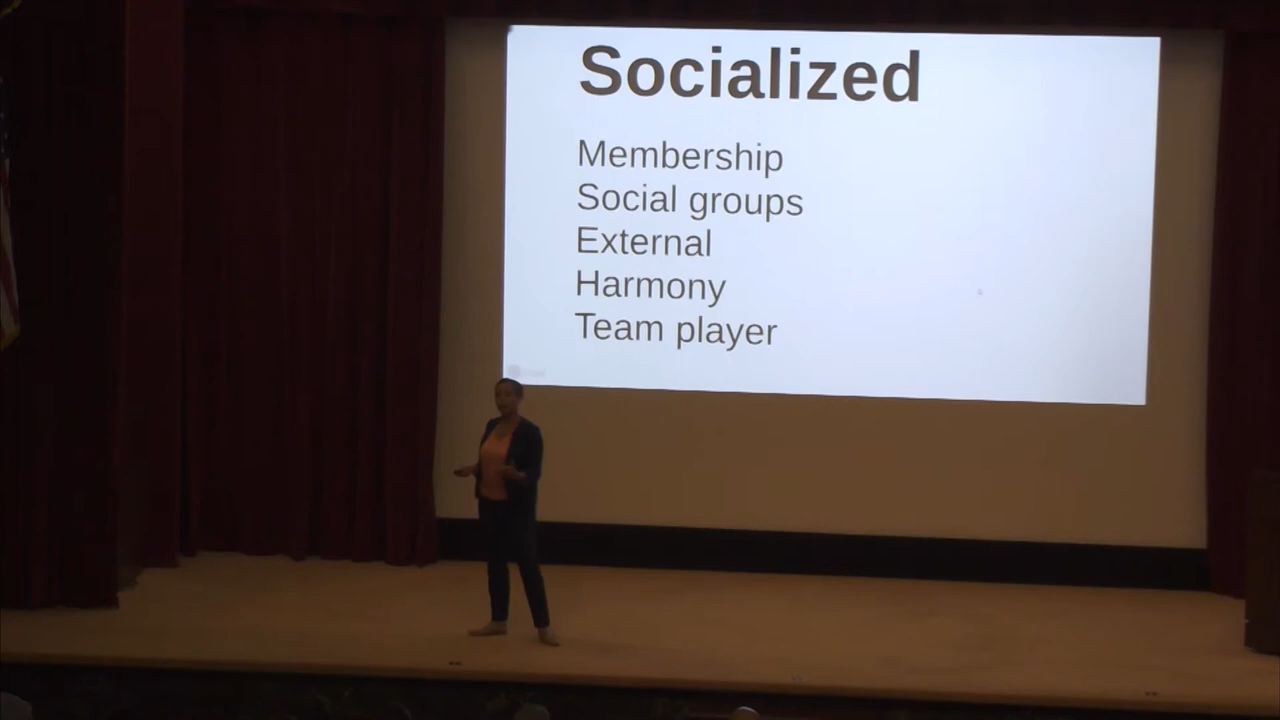 Socialized
Membership
Social groups
External
Harmony
Team player